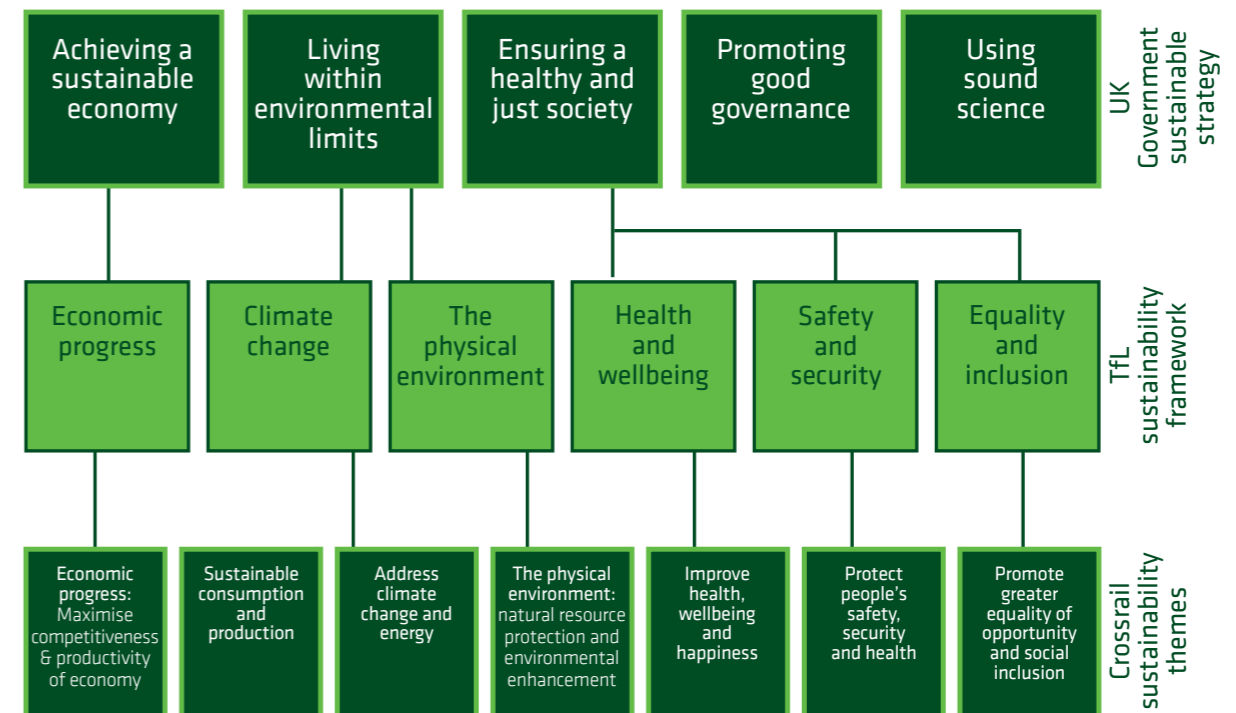 Achieving a
sustainable
economy
Living
within
environmental
limits
Ensuring a
healthy and
just society
Promoting
good
governance
Using
sound
science
UK
Government
sustainable
strategy
Economic
progress
Climate
change
The
physical
environment
Health
and
wellbeing
Safety
and
security
Equality
and
inclusion
TfL
sustainability
framework
Economic
progress:
Maximise
competitiveness
& productivity
of economy
Sustainable
consumption
and
production
Address
climate
change and
energy
The physical
environment:
natural resource
protection and
environmental
enhancement
Improve
health,
wellbeing
and
happiness
Protect
people's
safety,
security
and health
Promote
greater
equality of
opportunity
and social
inclusion
Crossrail
sustainability
themes